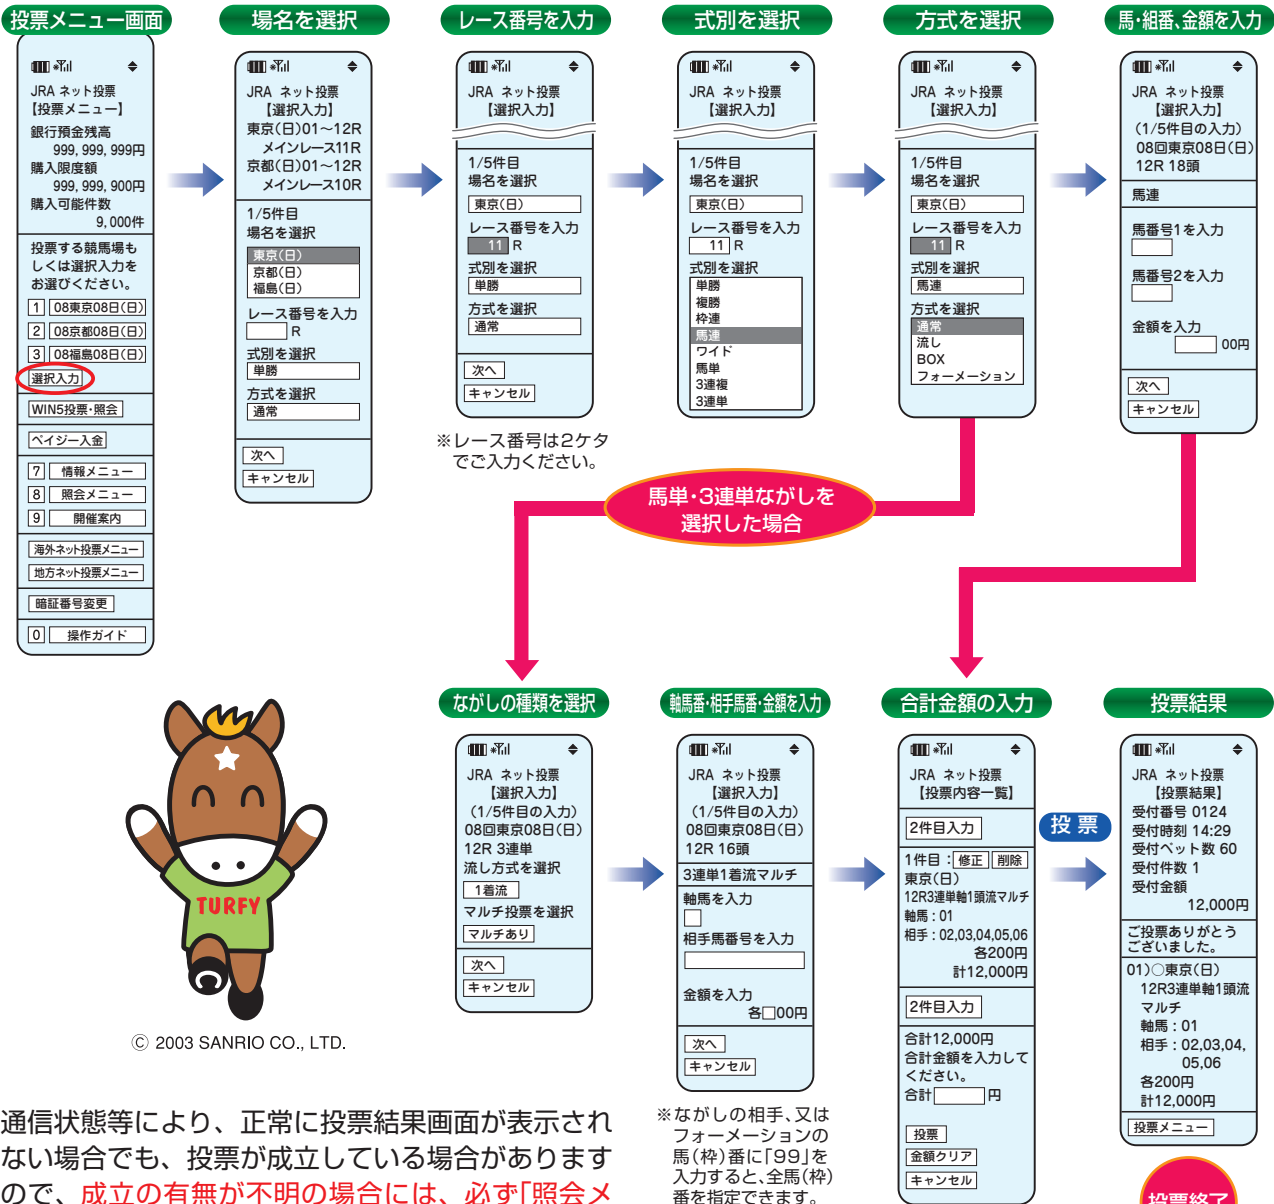 投票メニュー画面
JRA ネット投票
【投票メニュー】
銀行預金残高
999,999,999円
購入限度額
999,999,900円
購入可能件数
9,000件
投票する競馬場も
しくは選択入力を
お選びください。
1 08東京08日(日)
2 08京都08日(日)
3 08福島08日(日)
選択入力
WIN5投票・照会
ペイジー入金
7 情報メニュー
8 照会メニュー
9 開催案内
海外ネット投票メニュー
地方ネット投票メニュー
暗証番号変更
0 操作ガイド
場名を選択
JRA ネット投票
【選択入力】
東京(日)01～12R
メインレース11R
京都(日)01～12R
メインレース10R
1/5件目
場名を選択
東京(日)
京都(日)
福島(日)
レース番号を入力
R
式別を選択
単勝
方式を選択
通常
次へ
キャンセル
レース番号を入力
JRA ネット投票
【選択入力】
1/5件目
場名を選択
東京(日)
レース番号を入力
11 R
式別を選択
単勝
方式を選択
通常
次へ
キャンセル
※レース番号は2ケタ
でご入力ください。
式別を選択
JRA ネット投票
【選択入力】
1/5件目
場名を選択
東京(日)
レース番号を入力
11 R
式別を選択
単勝
複勝
枠連
馬連
ワイド
馬単
3連複
3連単
方式を選択
JRA ネット投票
【選択入力】
1/5件目
場名を選択
東京(日)
レース番号を入力
11 R
式別を選択
馬連
方式を選択
通常
流し
BOX
フォーメーション
馬・組番、金額を入力
JRA ネット投票
【選択入力】
(1/5件目の入力)
08回東京08日(日)
12R 18頭
馬連
馬番号1を入力
馬番号2を入力
金額を入力
00円
次へ
キャンセル
馬単・3連単ながしを
選択した場合
ながしの種類を選択
JRA ネット投票
【選択入力】
(1/5件目の入力)
08回東京08日(日)
12R 3連単
流し方式を選択
1着流
マルチ投票を選択
マルチあり
次へ
キャンセル
軸馬番・相手馬番・金額を入力
JRA ネット投票
【選択入力】
(1/5件目の入力)
08回東京08日(日)
12R 16頭
3連単1着流マルチ
軸馬を入力
相手馬番号を入力
金額を入力
各□00円
次へ
キャンセル
※ながしの相手、又は
フォーメーションの
馬(枠)番に「99」を
入力すると、全馬(枠)
番を指定できます。
合計金額の入力
JRA ネット投票
【投票内容一覧】
2件目入力
1件目：修正 削除
東京(日)
12R3連単軸1頭流マルチ
軸馬：01
相手：02,03,04,05,06
各200円
計12,000円
2件目入力
合計12,000円
合計金額を入力して
ください。
合計 円
投票
金額クリア
キャンセル
投 票
投票結果
JRA ネット投票
【投票結果】
受付番号 0124
受付時刻 14:29
受付ベット数 60
受付件数 1
受付金額
12,000円
ご投票ありがとう
ございました。
01)○東京(日)
12R3連単軸1頭流
マルチ
軸馬：01
相手：02,03,04,
05,06
各200円
計12,000円
投票メニュー
投票終了
TURFY
Ⓒ 2003 SANRIO CO., LTD.
通信状態等により、正常に投票結果画面が表示され
ない場合でも、投票が成立している場合があります
ので、成立の有無が不明の場合には、必ず「照会メ